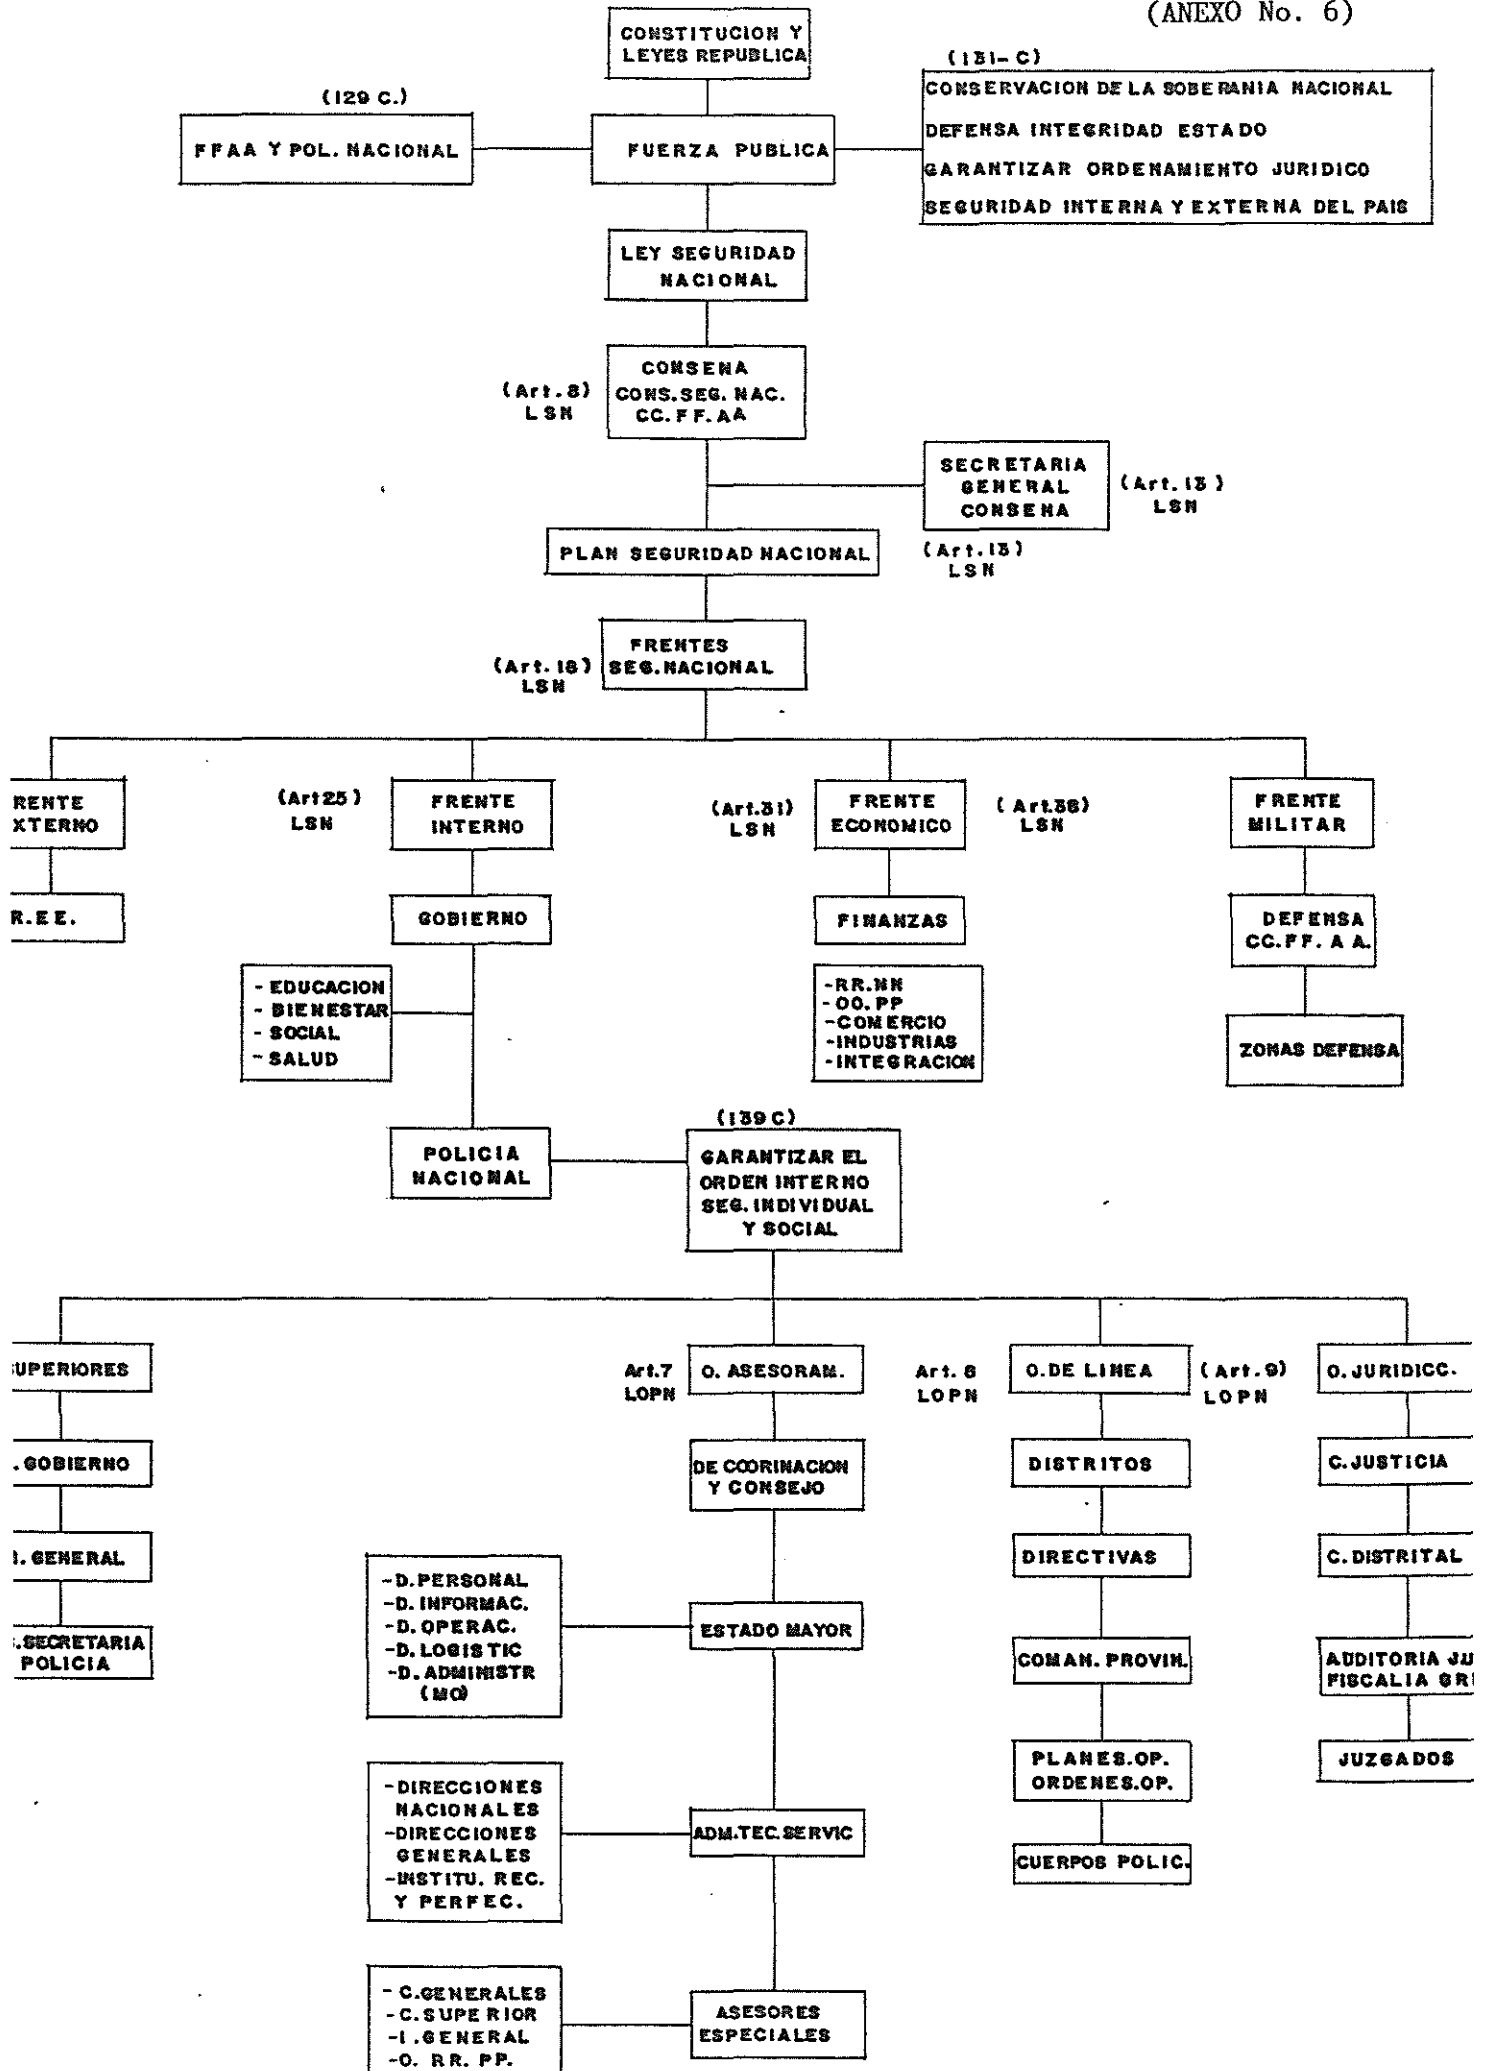 (ANEXO No. 6)
CONSTITUCION Y
LEYES REPUBLICA
(131-C)
CONSERVACION DE LA SOBERANIA NACIONAL
DEFENSA INTEGRIDAD ESTADO
GARANTIZAR ORDENAMIENTO JURIDICO
SEGURIDAD INTERNA Y EXTERNA DEL PAIS
(129 C.)
FFAA Y POL. NACIONAL
FUERZA PUBLICA
LEY SEGURIDAD
NACIONAL
(Art. 8)
LSN
CONSENA
CONS. SEG. NAC.
CC. FF. AA
SECRETARIA
GENERAL
CONSENA
(Art. 13)
LSN
PLAN SEGURIDAD NACIONAL
(Art. 13)
LSN
(Art. 18)
LSN
FRENTES
SEG. NACIONAL
RENTE
XTERNO
(Art 25)
LSN
FRENTE
INTERNO
(Art. 31)
LSN
FRENTE
ECONOMICO
(Art. 36)
LSN
FRENTE
MILITAR
R.EE.
GOBIERNO
FINANZAS
DEFENSA
CC. FF. A A.
- EDUCACION
- BIENESTAR
- SOCIAL
- SALUD
-RR.NN
-OO.PP
-COMERCIO
-INDUSTRIAS
-INTEGRACION
ZONAS DEFENSA
POLICIA
NACIONAL
(139 C)
GARANTIZAR EL
ORDEN INTERNO
SEG. INDIVIDUAL
Y SOCIAL
UPERIORES
Art.7
LOPN
O. ASESORAM.
Art. 8
LOPN
O. DE LINEA
(Art. 9)
LOPN
O. JURIDICC.
. GOBIERNO
DE COORINACION
Y CONSEJO
DISTRITOS
C. JUSTICIA
. GENERAL
DIRECTIVAS
C. DISTRITAL
-D. PERSONAL
-D. INFORMAC.
-D. OPERAC.
-D. LOGISTIC
-D. ADMINISTR
(MO)
.SECRETARIA
POLICIA
ESTADO MAYOR
COMAN. PROVIN.
AUDITORIA JU
FISCALIA GR
PLANES.OP.
ORDENES.OP.
JUZGADOS
-DIRECCIONES
NACIONALES
-DIRECCIONES
GENERALES
-INSTITU. REC.
Y PERFEC.
ADM.TEC. SERVIC
CUERPOS POLIC.
- C. GENERALES
- C. SUPERIOR
-I. GENERAL
-O. RR. PP.
ASESORES
ESPECIALES